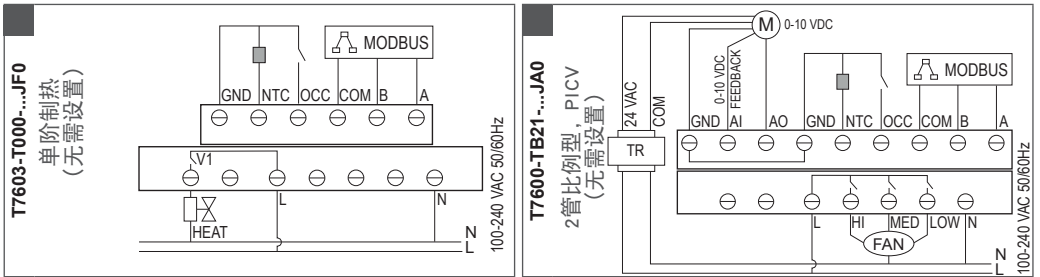 T7603-T000-...JF0
单阶制热
(无需设置)
MODBUS
GND NTC OCC COM B A
V1
L
N
HEAT
N
L
100-240 VAC 50/60Hz
T7600-TB21-...JA0
2管比例型, PICV
(无需设置)
M 0-10 VDC
24 VAC
COM
0-10 VDC
FEEDBACK
MODBUS
GND AI AO GND NTC OCC COM B A
TR
L HI MED LOW N
FAN
N
L
100-240 VAC 50/60Hz